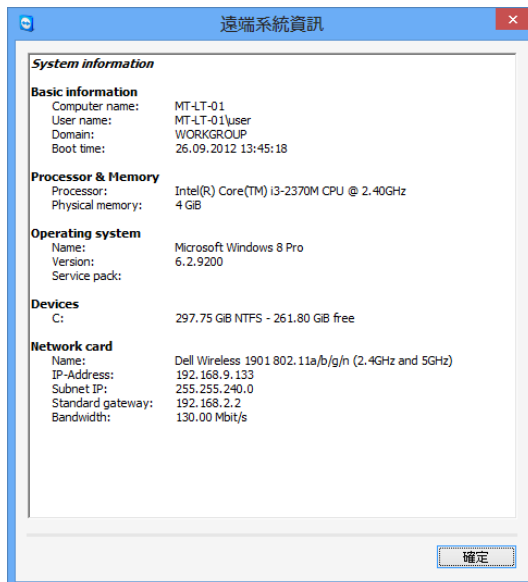 遠端系統資訊
System information
Basic information
Computer name: MT-LT-01
User name: MT-LT-01\user
Domain: WORKGROUP
Boot time: 26.09.2012 13:45:18
Processor & Memory
Processor: Intel(R) Core(TM) i3-2370M CPU @ 2.40GHz
Physical memory: 4 GiB
Operating system
Name: Microsoft Windows 8 Pro
Version: 6.2.9200
Service pack:
Devices
C: 297.75 GiB NTFS - 261.80 GiB free
Network card
Name: Dell Wireless 1901 802.11a/b/g/n (2.4GHz and 5GHz)
IP-Address: 192.168.9.133
Subnet IP: 255.255.240.0
Standard gateway: 192.168.2.2
Bandwidth: 130.00 Mbit/s
確定